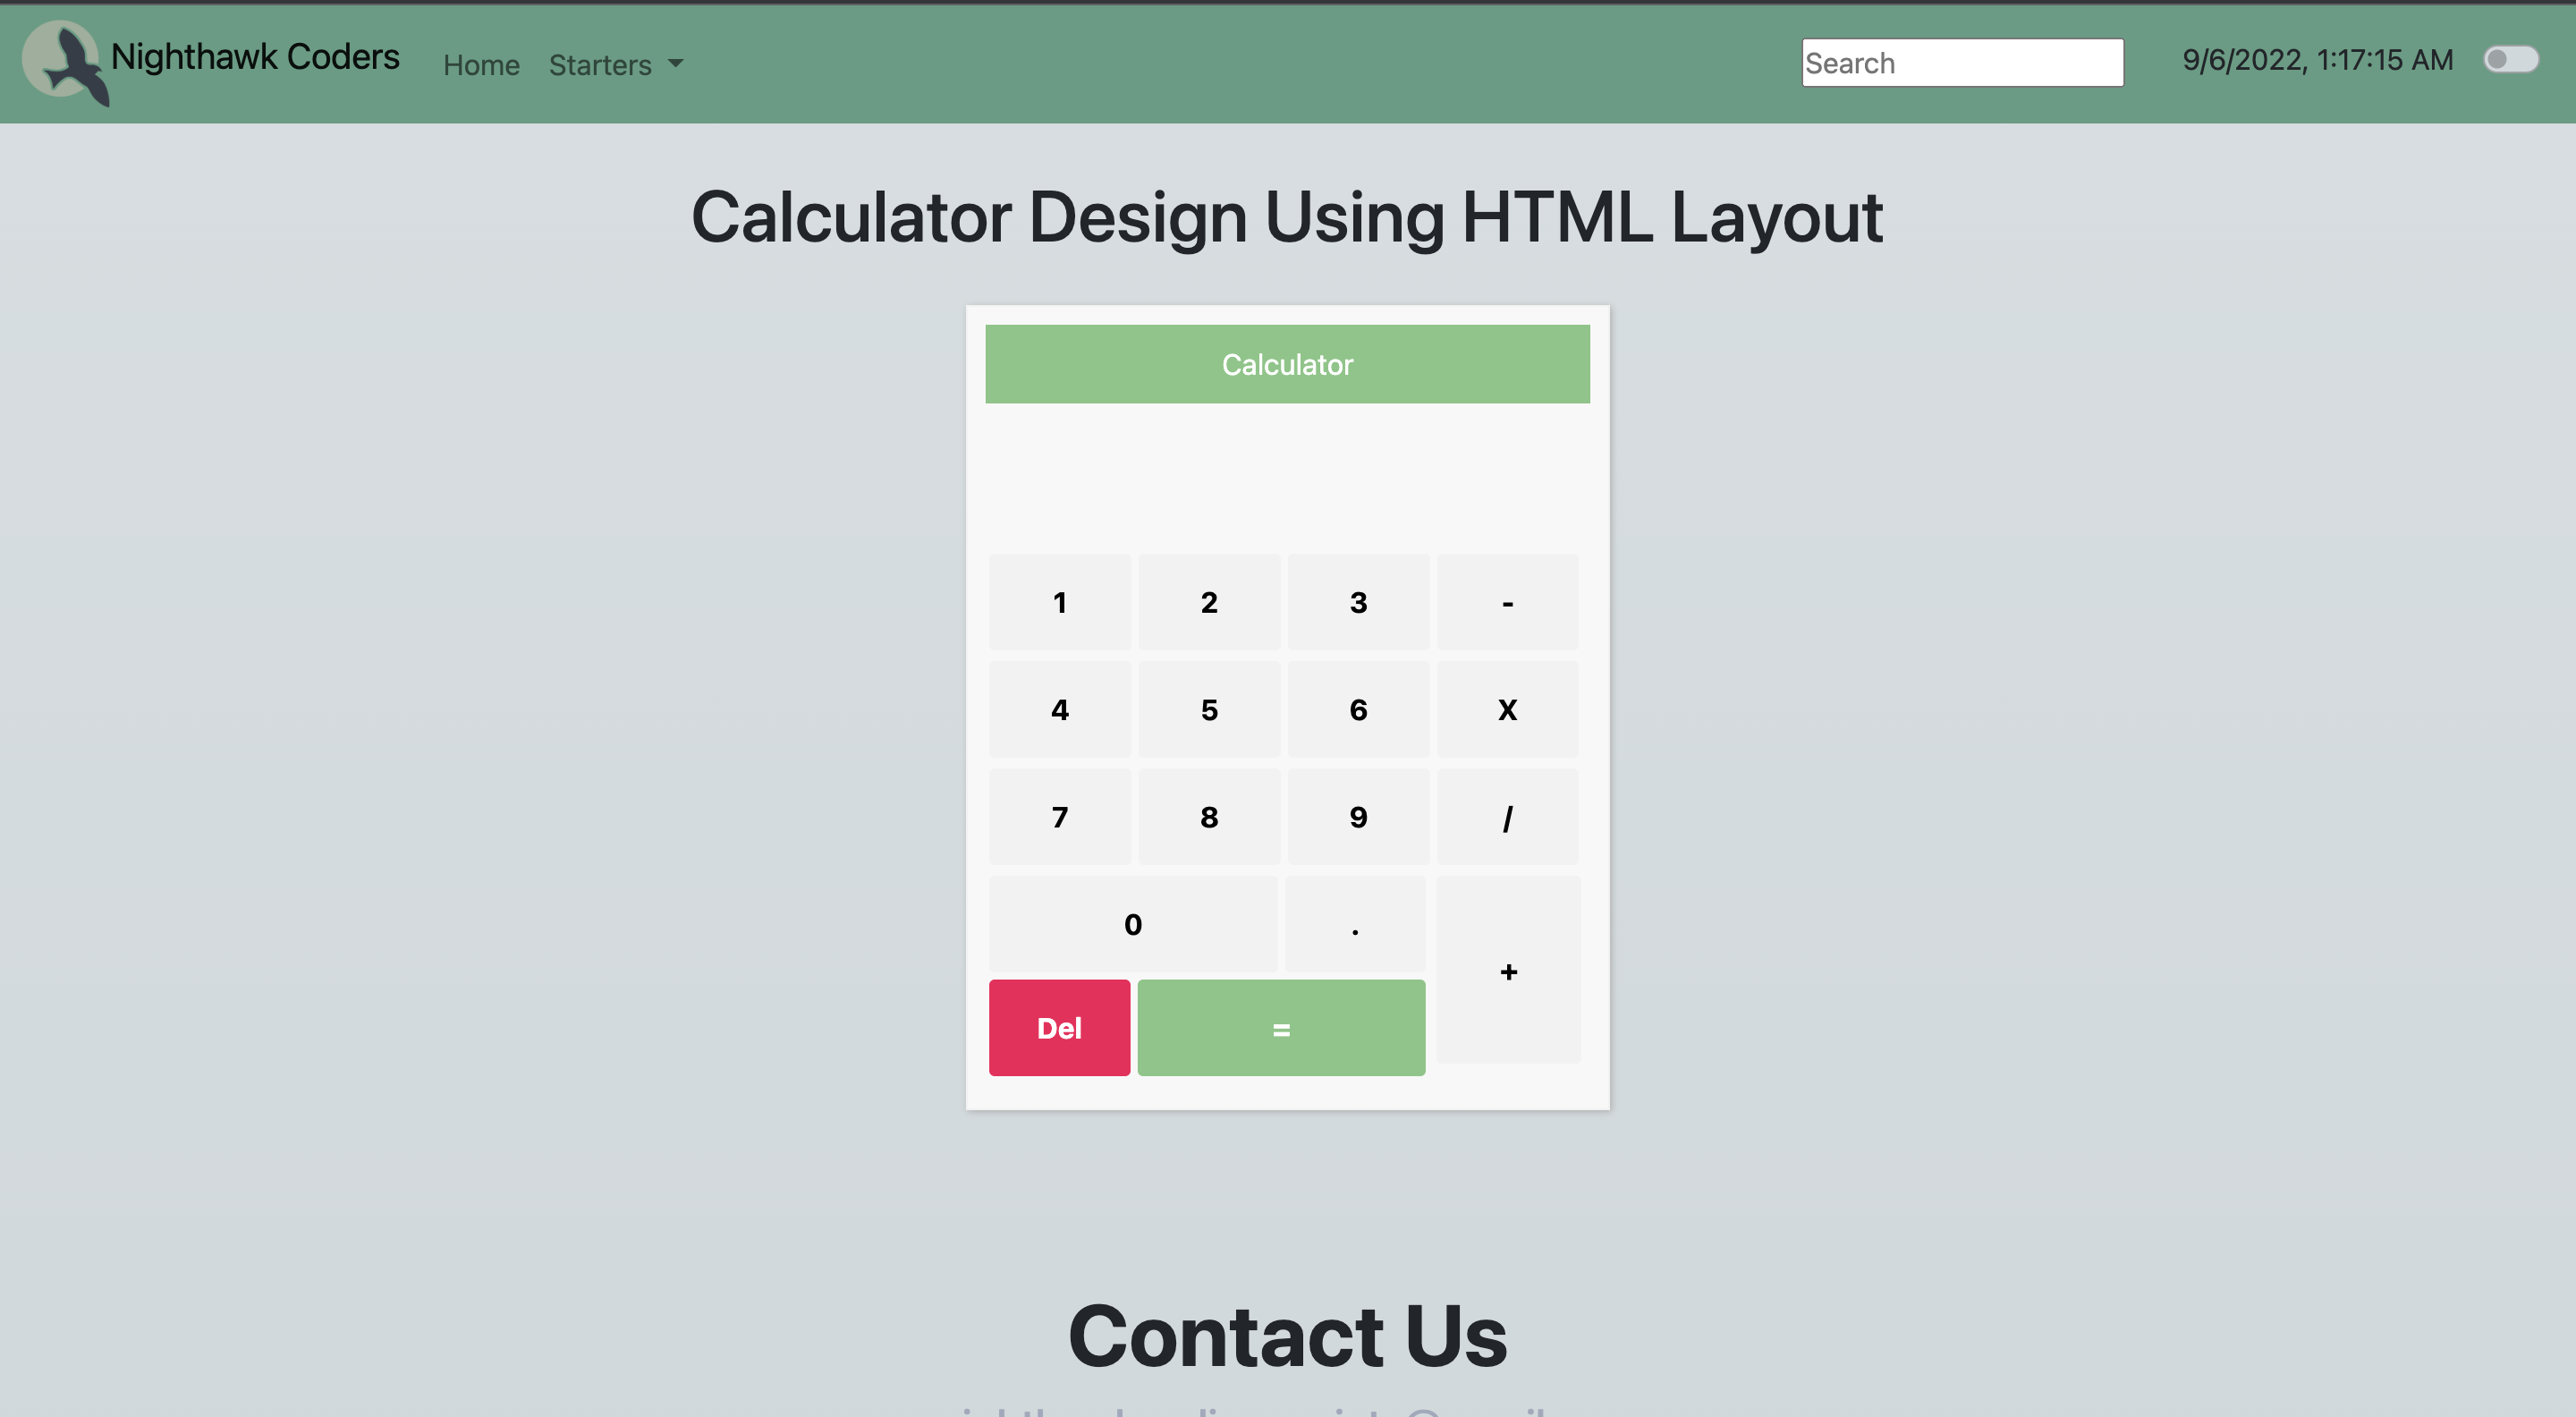 Nighthawk Coders Home Starters Search 9/6/2022, 1:17:15 AM
Calculator Design Using HTML Layout
Calculator
1 2 3 -
4 5 6 X
7 8 9 /
0 .
+
Del =
Contact Us